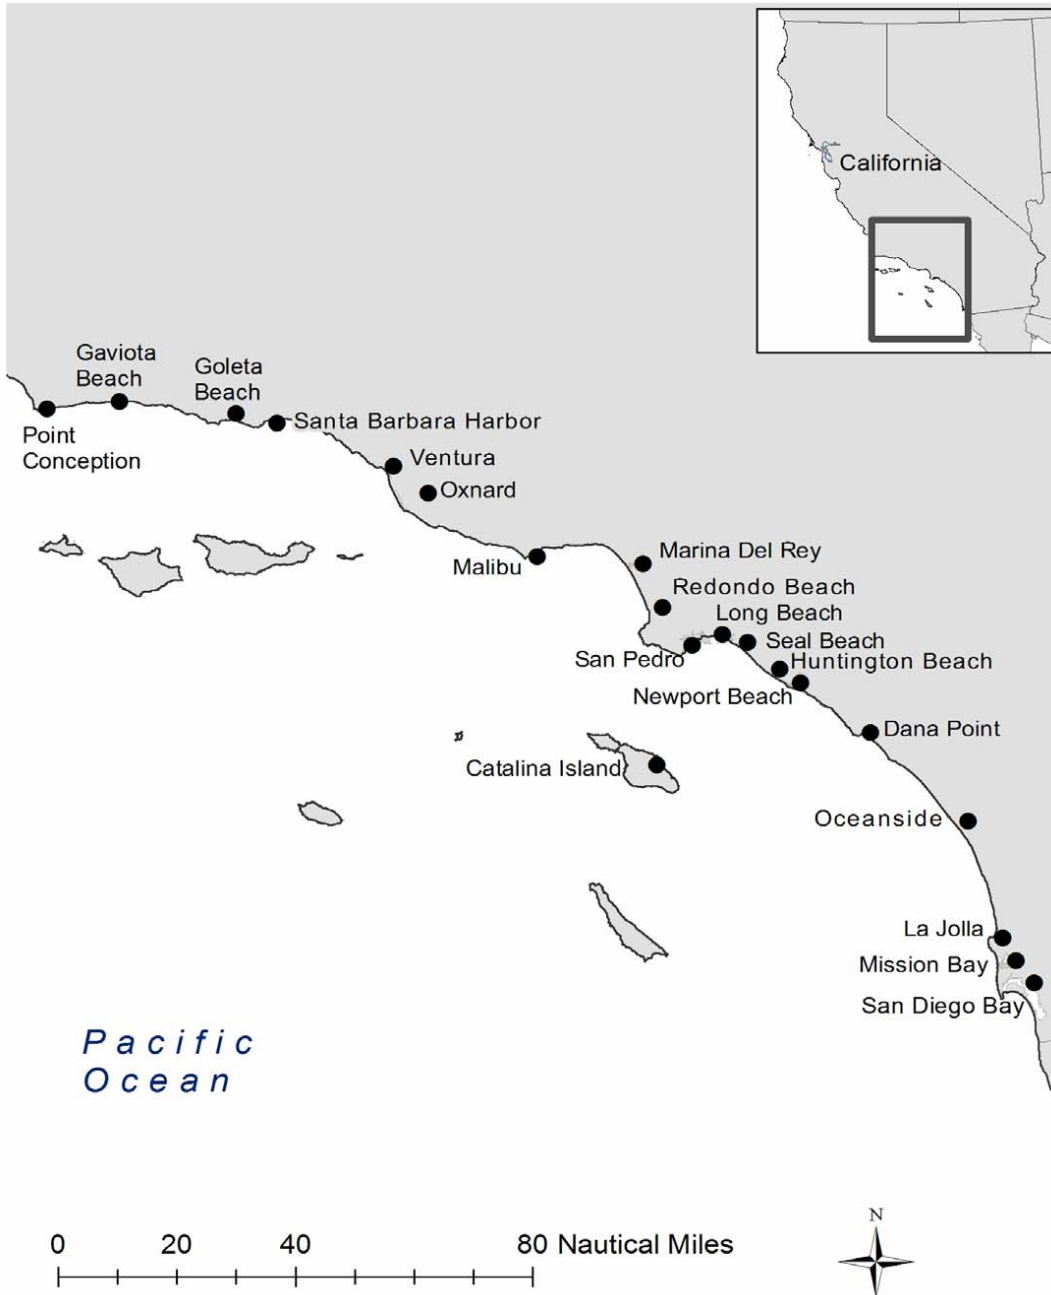 California
Gaviota
Beach
Goleta
Beach
Point
Conception
Santa Barbara Harbor
Ventura
Oxnard
Malibu
Marina Del Rey
Redondo Beach
Long Beach
Seal Beach
San Pedro
Huntington Beach
Newport Beach
Dana Point
Catalina Island
Oceanside
La Jolla
Mission Bay
San Diego Bay
Pacific
Ocean
N
0 20 40 80 Nautical Miles